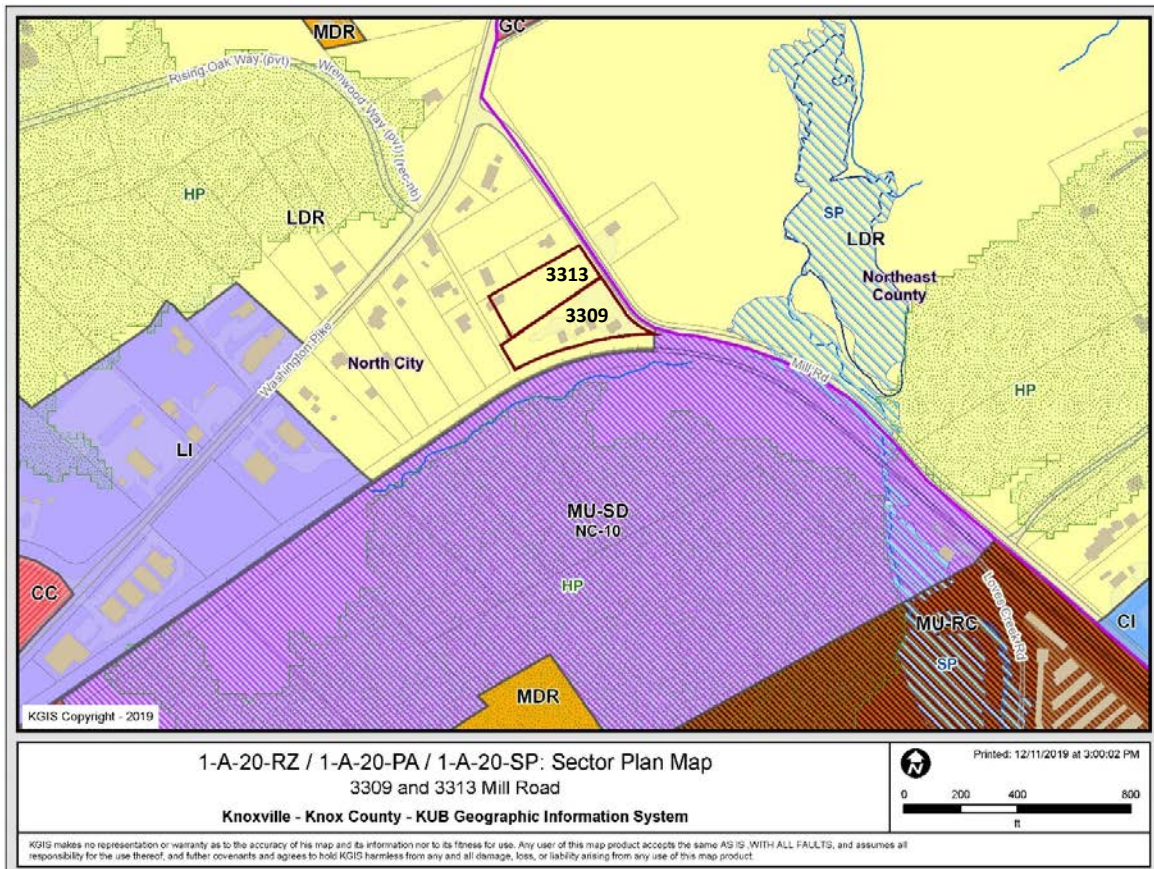 GC
MDR
Rising Oak Way (pvt)
Wrenwood Way (pvt) (rec-nb)
HP
LDR
SP
LDR
Northeast
County
3313
3309
Washington Pike
North City
Mill Rd
HP
LI
MU-SD
NC-10
HP
CC
Loves Creek Rd
MU-RC
CI
SP
MDR
KGIS Copyright - 2019
1-A-20-RZ / 1-A-20-PA / 1-A-20-SP: Sector Plan Map
3309 and 3313 Mill Road
Knoxville - Knox County - KUB Geographic Information System
N
Printed: 12/11/2019 at 3:00:02 PM
0 200 400 800
ft
KGIS makes no representation or warranty as to the accuracy of his map and its information nor to its fitness for use. Any user of this map product accepts the same AS IS ,WITH ALL FAULTS, and assumes all
responsibility for the use thereof, and futher covenants and agrees to hold KGIS harmless from any and all damage, loss, or liability arising from any use of this map product.